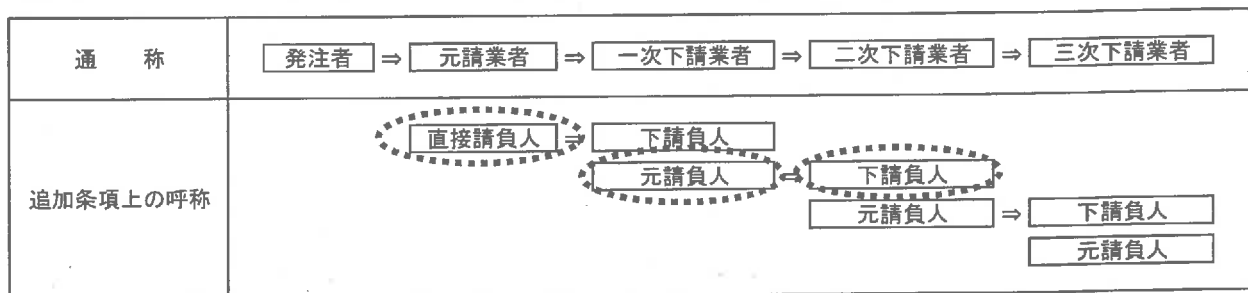 通　称
発注者 ⇒ 元請業者 ⇒ 一次下請業者 ⇒ 二次下請業者 ⇒ 三次下請業者
追加条項上の呼称
直接請負人 ⇒ 下請負人
元請負人 ⇒ 下請負人
元請負人 ⇒ 下請負人
元請負人